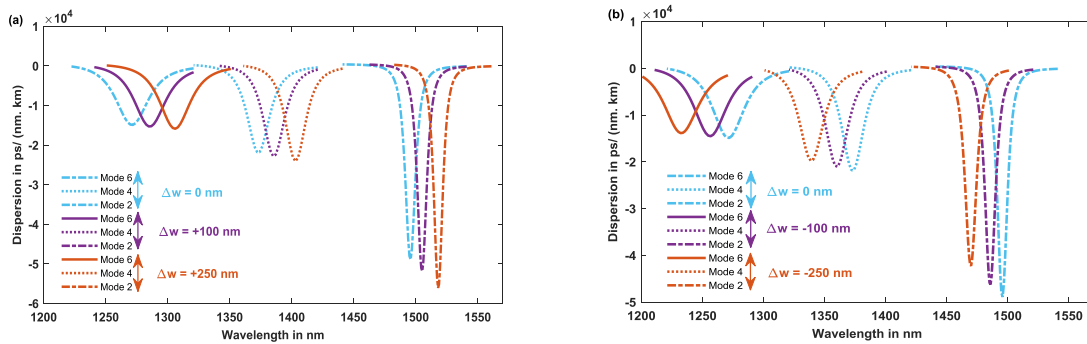 (a)
×10⁴
1
0
-1
-2
-3
-4
-5
-6
Dispersion in ps/ (nm. km)
Mode 6
Mode 4
Mode 2
Δw = 0 nm
Mode 6
Mode 4
Mode 2
Δw = +100 nm
Mode 6
Mode 4
Mode 2
Δw = +250 nm
1200 1250 1300 1350 1400 1450 1500 1550
Wavelength in nm
(b)
×10⁴
1
0
-1
-2
-3
-4
-5
Dispersion in ps/ (nm. km)
Mode 6
Mode 4
Mode 2
Δw = 0 nm
Mode 6
Mode 4
Mode 2
Δw = -100 nm
Mode 6
Mode 4
Mode 2
Δw = -250 nm
1200 1250 1300 1350 1400 1450 1500 1550
Wavelength in nm